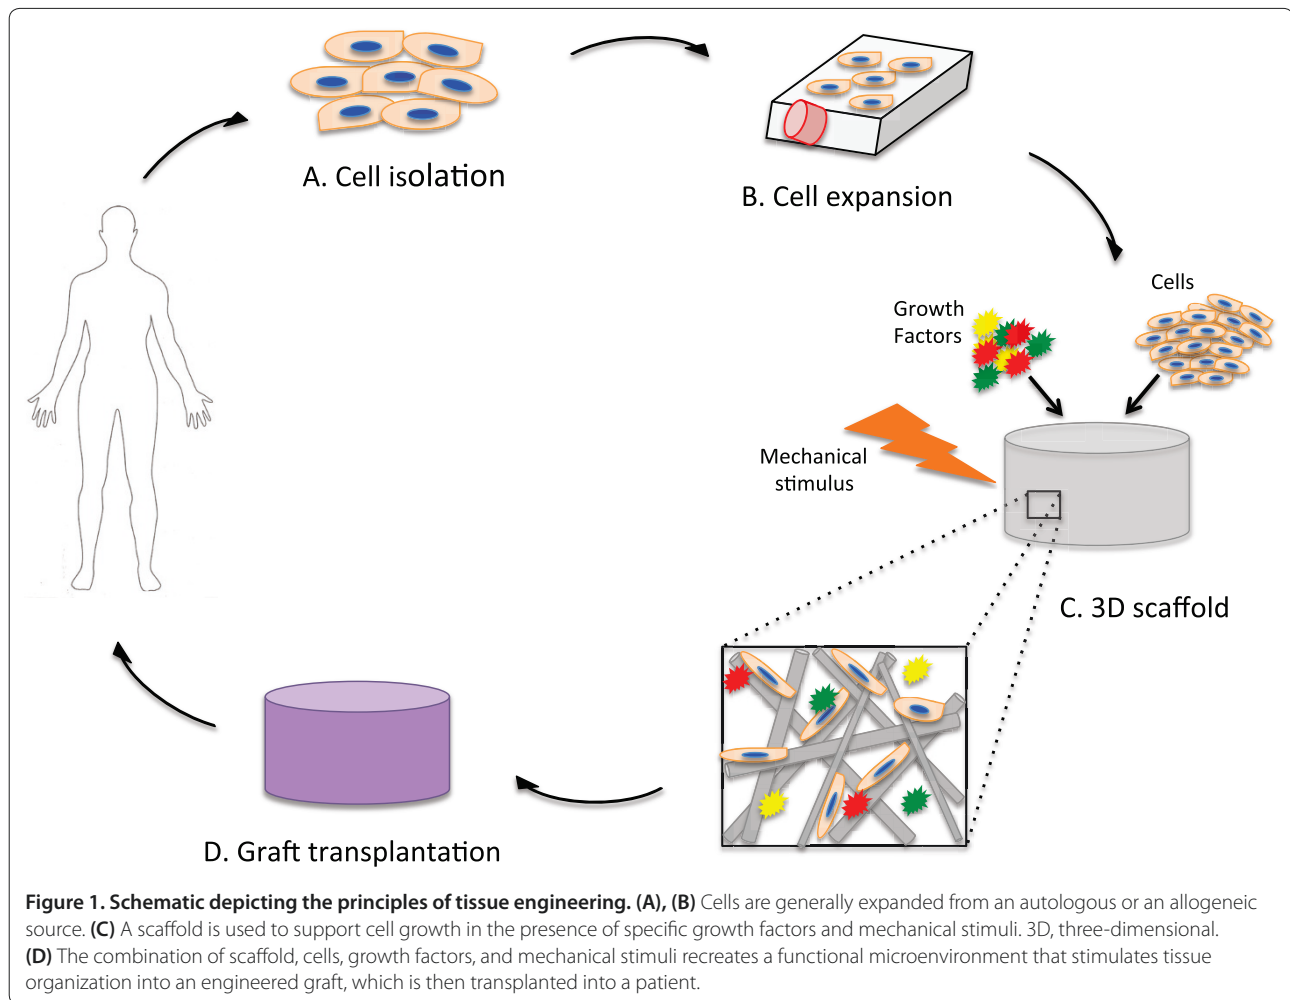 A. Cell isolation
B. Cell expansion
Cells
Growth
Factors
Mechanical
stimulus
C. 3D scaffold
D. Graft transplantation
Figure 1. Schematic depicting the principles of tissue engineering. (A), (B) Cells are generally expanded from an autologous or an allogeneic
source. (C) A scaffold is used to support cell growth in the presence of specific growth factors and mechanical stimuli. 3D, three-dimensional.
(D) The combination of scaffold, cells, growth factors, and mechanical stimuli recreates a functional microenvironment that stimulates tissue
organization into an engineered graft, which is then transplanted into a patient.